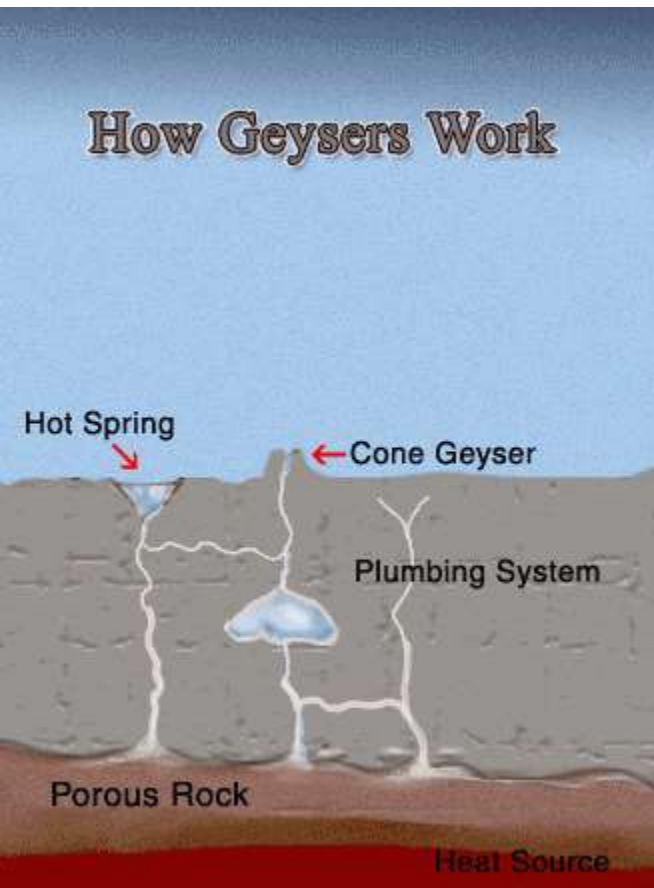 How Geysers Work
Hot Spring
Cone Geyser
Plumbing System
Porous Rock
Heat Source